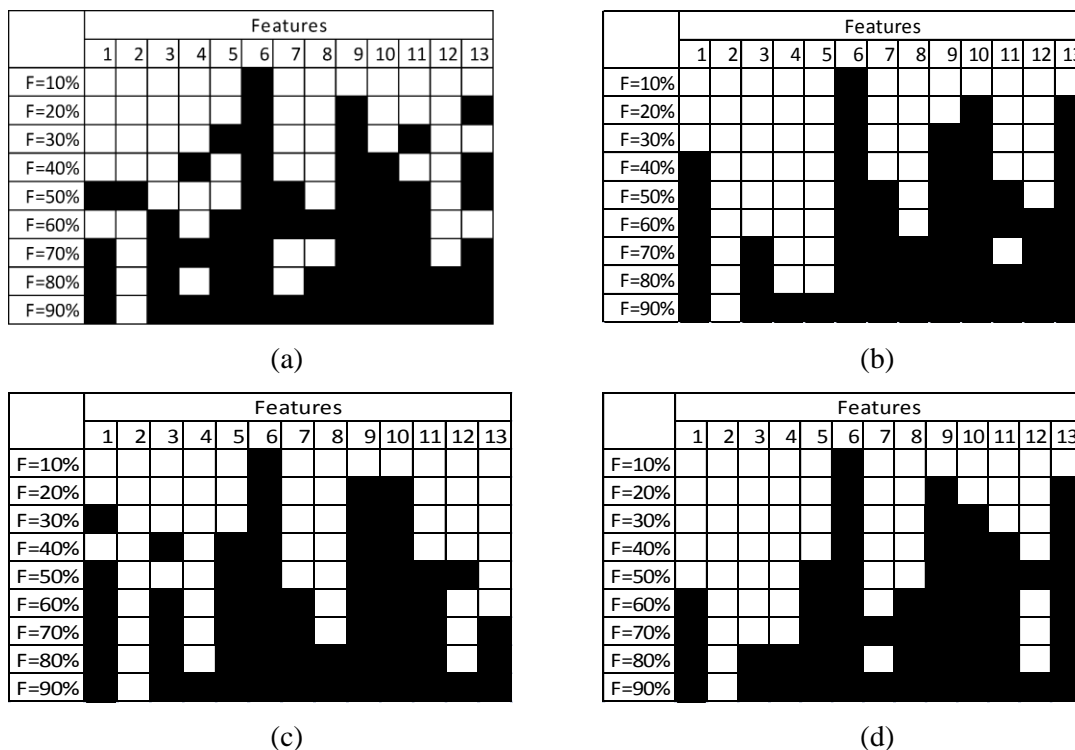 Features
1 2 3 4 5 6 7 8 9 10 11 12 13
F=10%
F=20%
F=30%
F=40%
F=50%
F=60%
F=70%
F=80%
F=90%
(a)
Features
1 2 3 4 5 6 7 8 9 10 11 12 13
F=10%
F=20%
F=30%
F=40%
F=50%
F=60%
F=70%
F=80%
F=90%
(b)
Features
1 2 3 4 5 6 7 8 9 10 11 12 13
F=10%
F=20%
F=30%
F=40%
F=50%
F=60%
F=70%
F=80%
F=90%
(c)
Features
1 2 3 4 5 6 7 8 9 10 11 12 13
F=10%
F=20%
F=30%
F=40%
F=50%
F=60%
F=70%
F=80%
F=90%
(d)